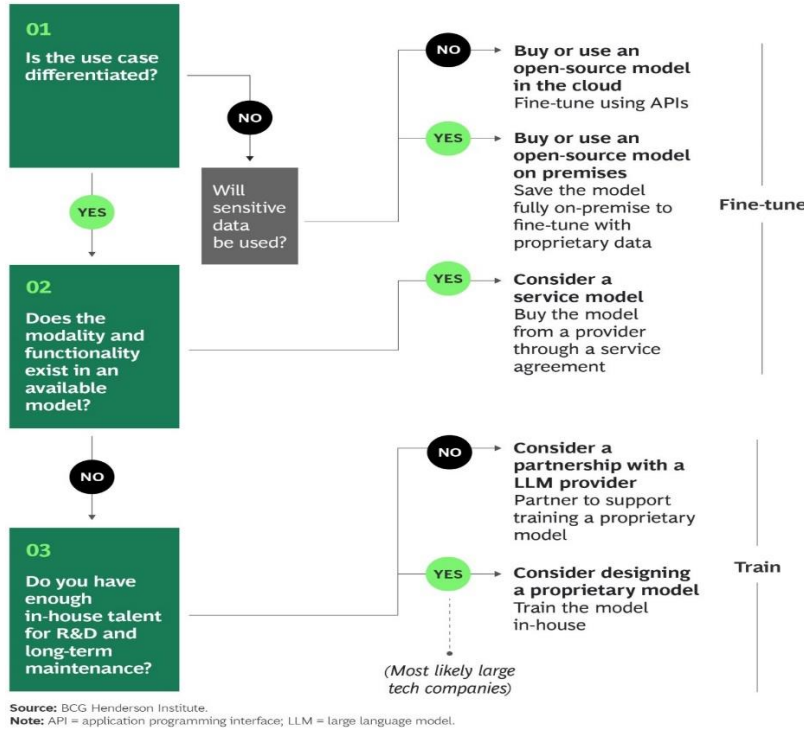 01
Is the use case
differentiated?
NO
YES
Will
sensitive
data
be used?
NO
Buy or use an
open-source model
in the cloud
Fine-tune using APIs
YES
Buy or use an
open-source model
on premises
Save the model
fully on-premise to
fine-tune with
proprietary data
Fine-tune
02
Does the
modality and
functionality
exist in an
available
model?
YES
Consider a
service model
Buy the model
from a provider
through a service
agreement
NO
03
Do you have
enough
in-house talent
for R&D and
long-term
maintenance?
NO
Consider a
partnership with a
LLM provider
Partner to support
training a proprietary
model
YES
Consider designing
a proprietary model
Train the model
in-house
Train
(Most likely large
tech companies)
Source: BCG Henderson Institute.
Note: API = application programming interface; LLM = large language model.